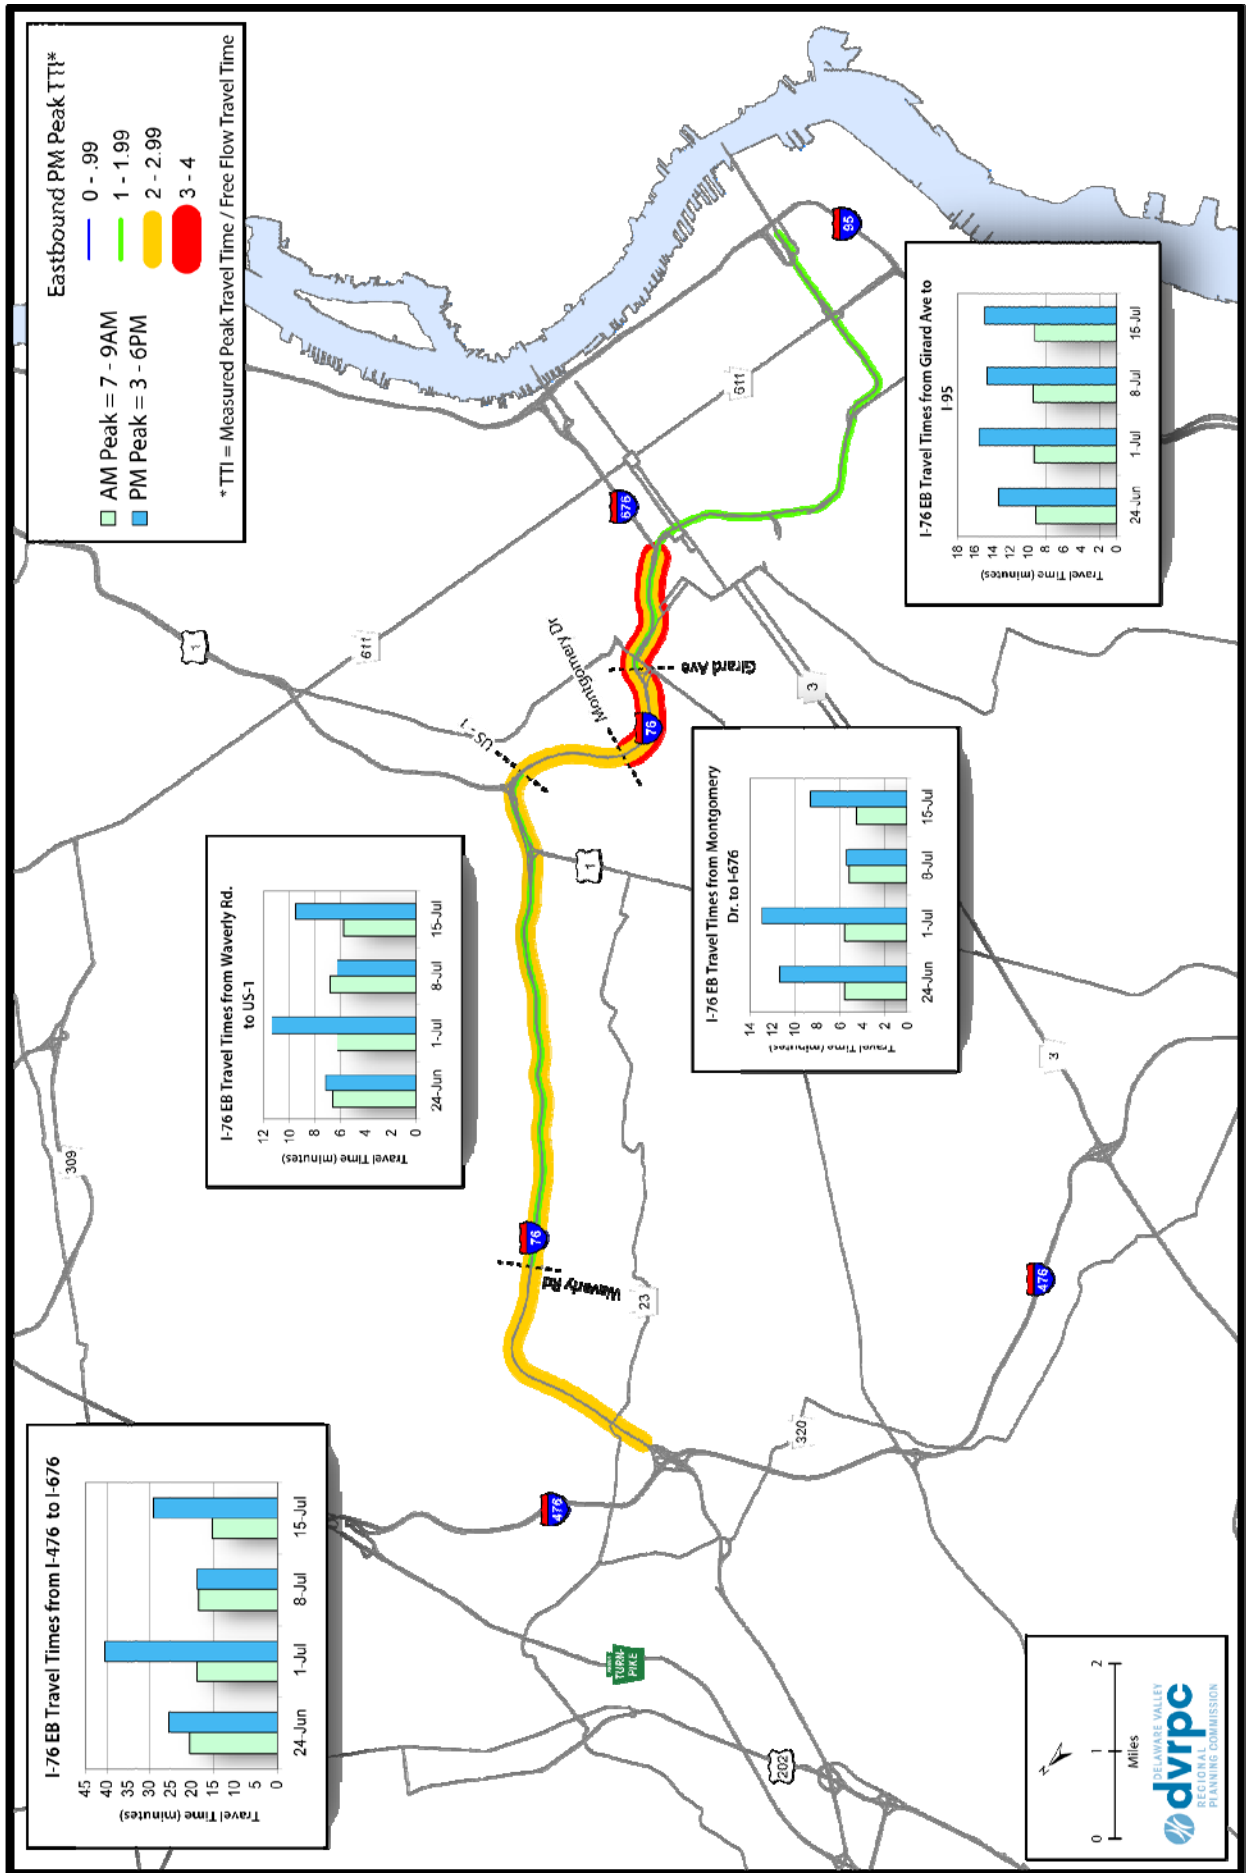 I-76 EB Travel Times from I-476 to I-676
Travel Time (minutes)
45
40
35
30
25
20
15
10
5
0
24-Jun
1-Jul
8-Jul
15-Jul
I-76 EB Travel Times from Waverly Rd.
to US-1
Travel Time (minutes)
12
10
8
6
4
2
0
24-Jun
1-Jul
8-Jul
15-Jul
Eastbound PM Peak TTI*
AM Peak = 7 - 9AM
PM Peak = 3 - 6PM
0 - .99
1 - 1.99
2 - 2.99
3 - 4
*TTI = Measured Peak Travel Time / Free Flow Travel Time
309
1
611
US - 1
Montgomery Dr
Girard Ave
Waverly Rd
76
76
476
676
611
95
1
23
3
3
320
476
TURN-
PIKE
202
I-76 EB Travel Times from Montgomery
Dr. to I-676
Travel Time (minutes)
14
12
10
8
6
4
2
0
24-Jun
1-Jul
8-Jul
15-Jul
I-76 EB Travel Times from Girard Ave to
I-95
Travel Time (minutes)
18
16
14
12
10
8
6
4
2
0
24-Jun
1-Jul
8-Jul
15-Jul
N
0
1
2
Miles
dvrpc
DELAWARE VALLEY
REGIONAL
PLANNING COMMISSION